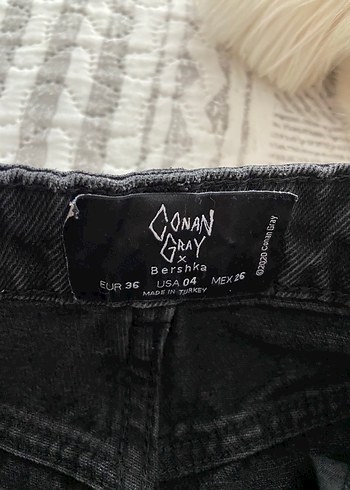 CONAN
GRAY
x
Bershka
EUR 36 USA 04 MEX 26
MADE IN TURKEY
©2020 Conan Gray